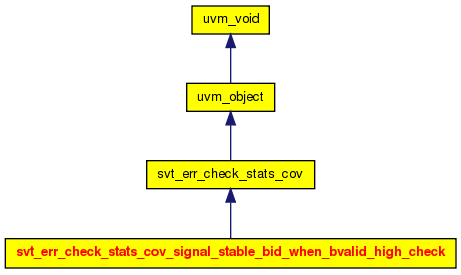 uvm_void
uvm_object
svt_err_check_stats_cov
svt_err_check_stats_cov_signal_stable_bid_when_bvalid_high_check